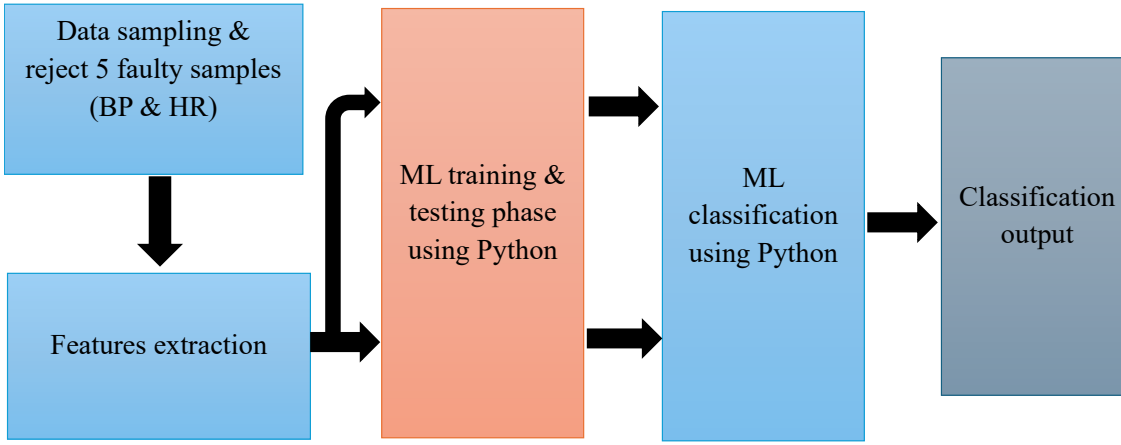 Data sampling &
reject 5 faulty samples
(BP & HR)
Features extraction
ML training &
testing phase
using Python
ML
classification
using Python
Classification
output